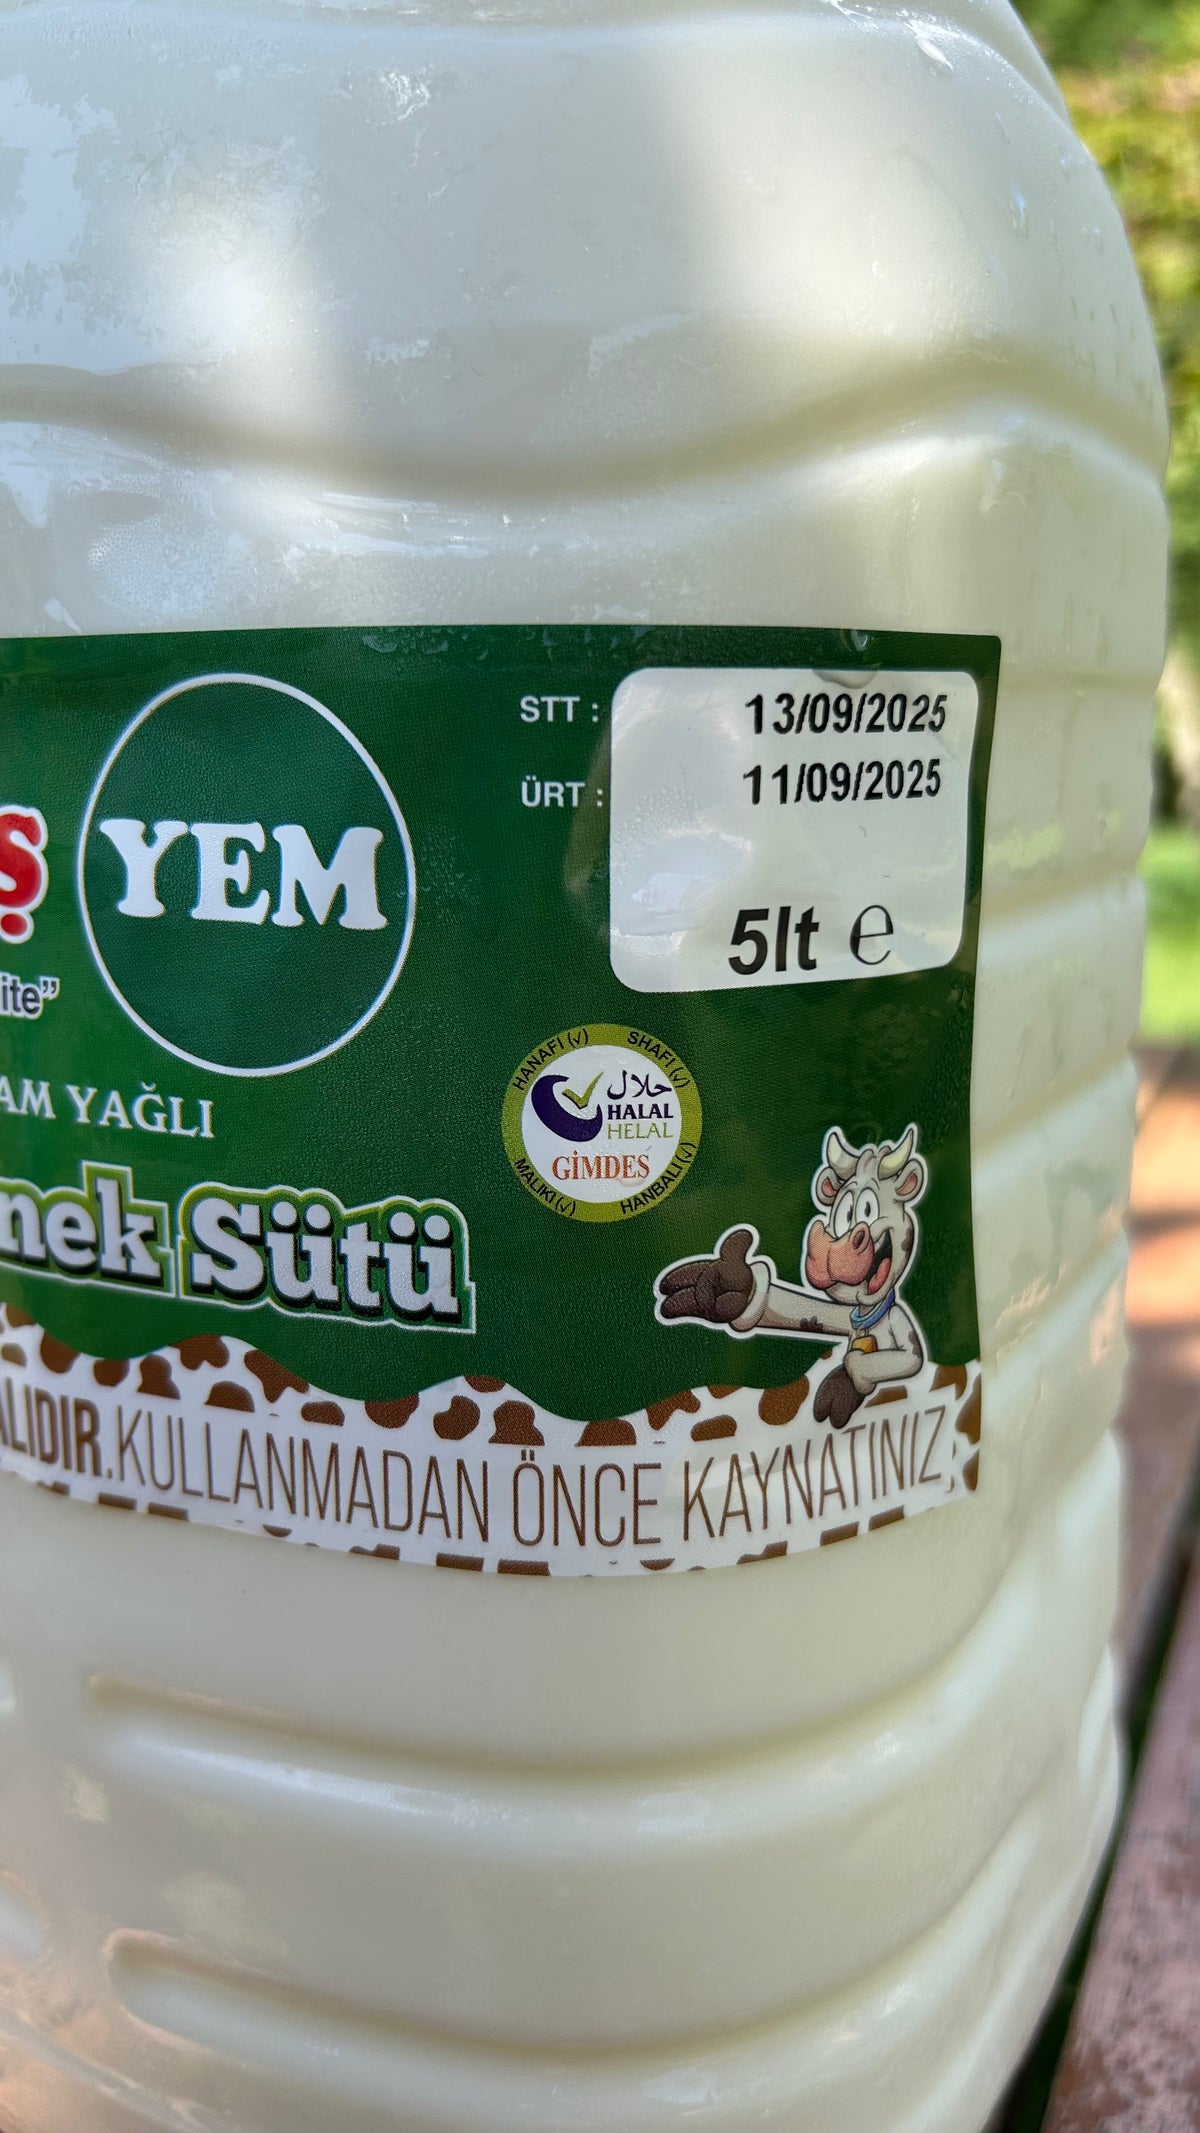 STT : 13/09/2025
ÜRT : 11/09/2025
5lt ℮
Ş
YEM
ite”
AM YAĞLI
HANAFI (√) SHAFI (√)
حلال
HALAL
HELAL
GİMDES
MALIKI (√) HANBALI (√)
nek Sütü
ALIDIR.KULLANMADAN ÖNCE KAYNATINIZ